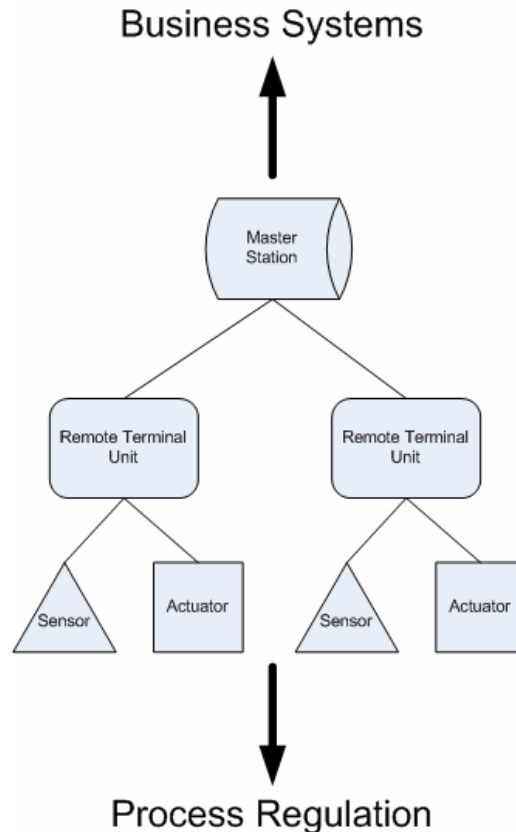 Business Systems
Master
Station
Remote Terminal
Unit
Remote Terminal
Unit
Sensor
Actuator
Sensor
Actuator
Process Regulation